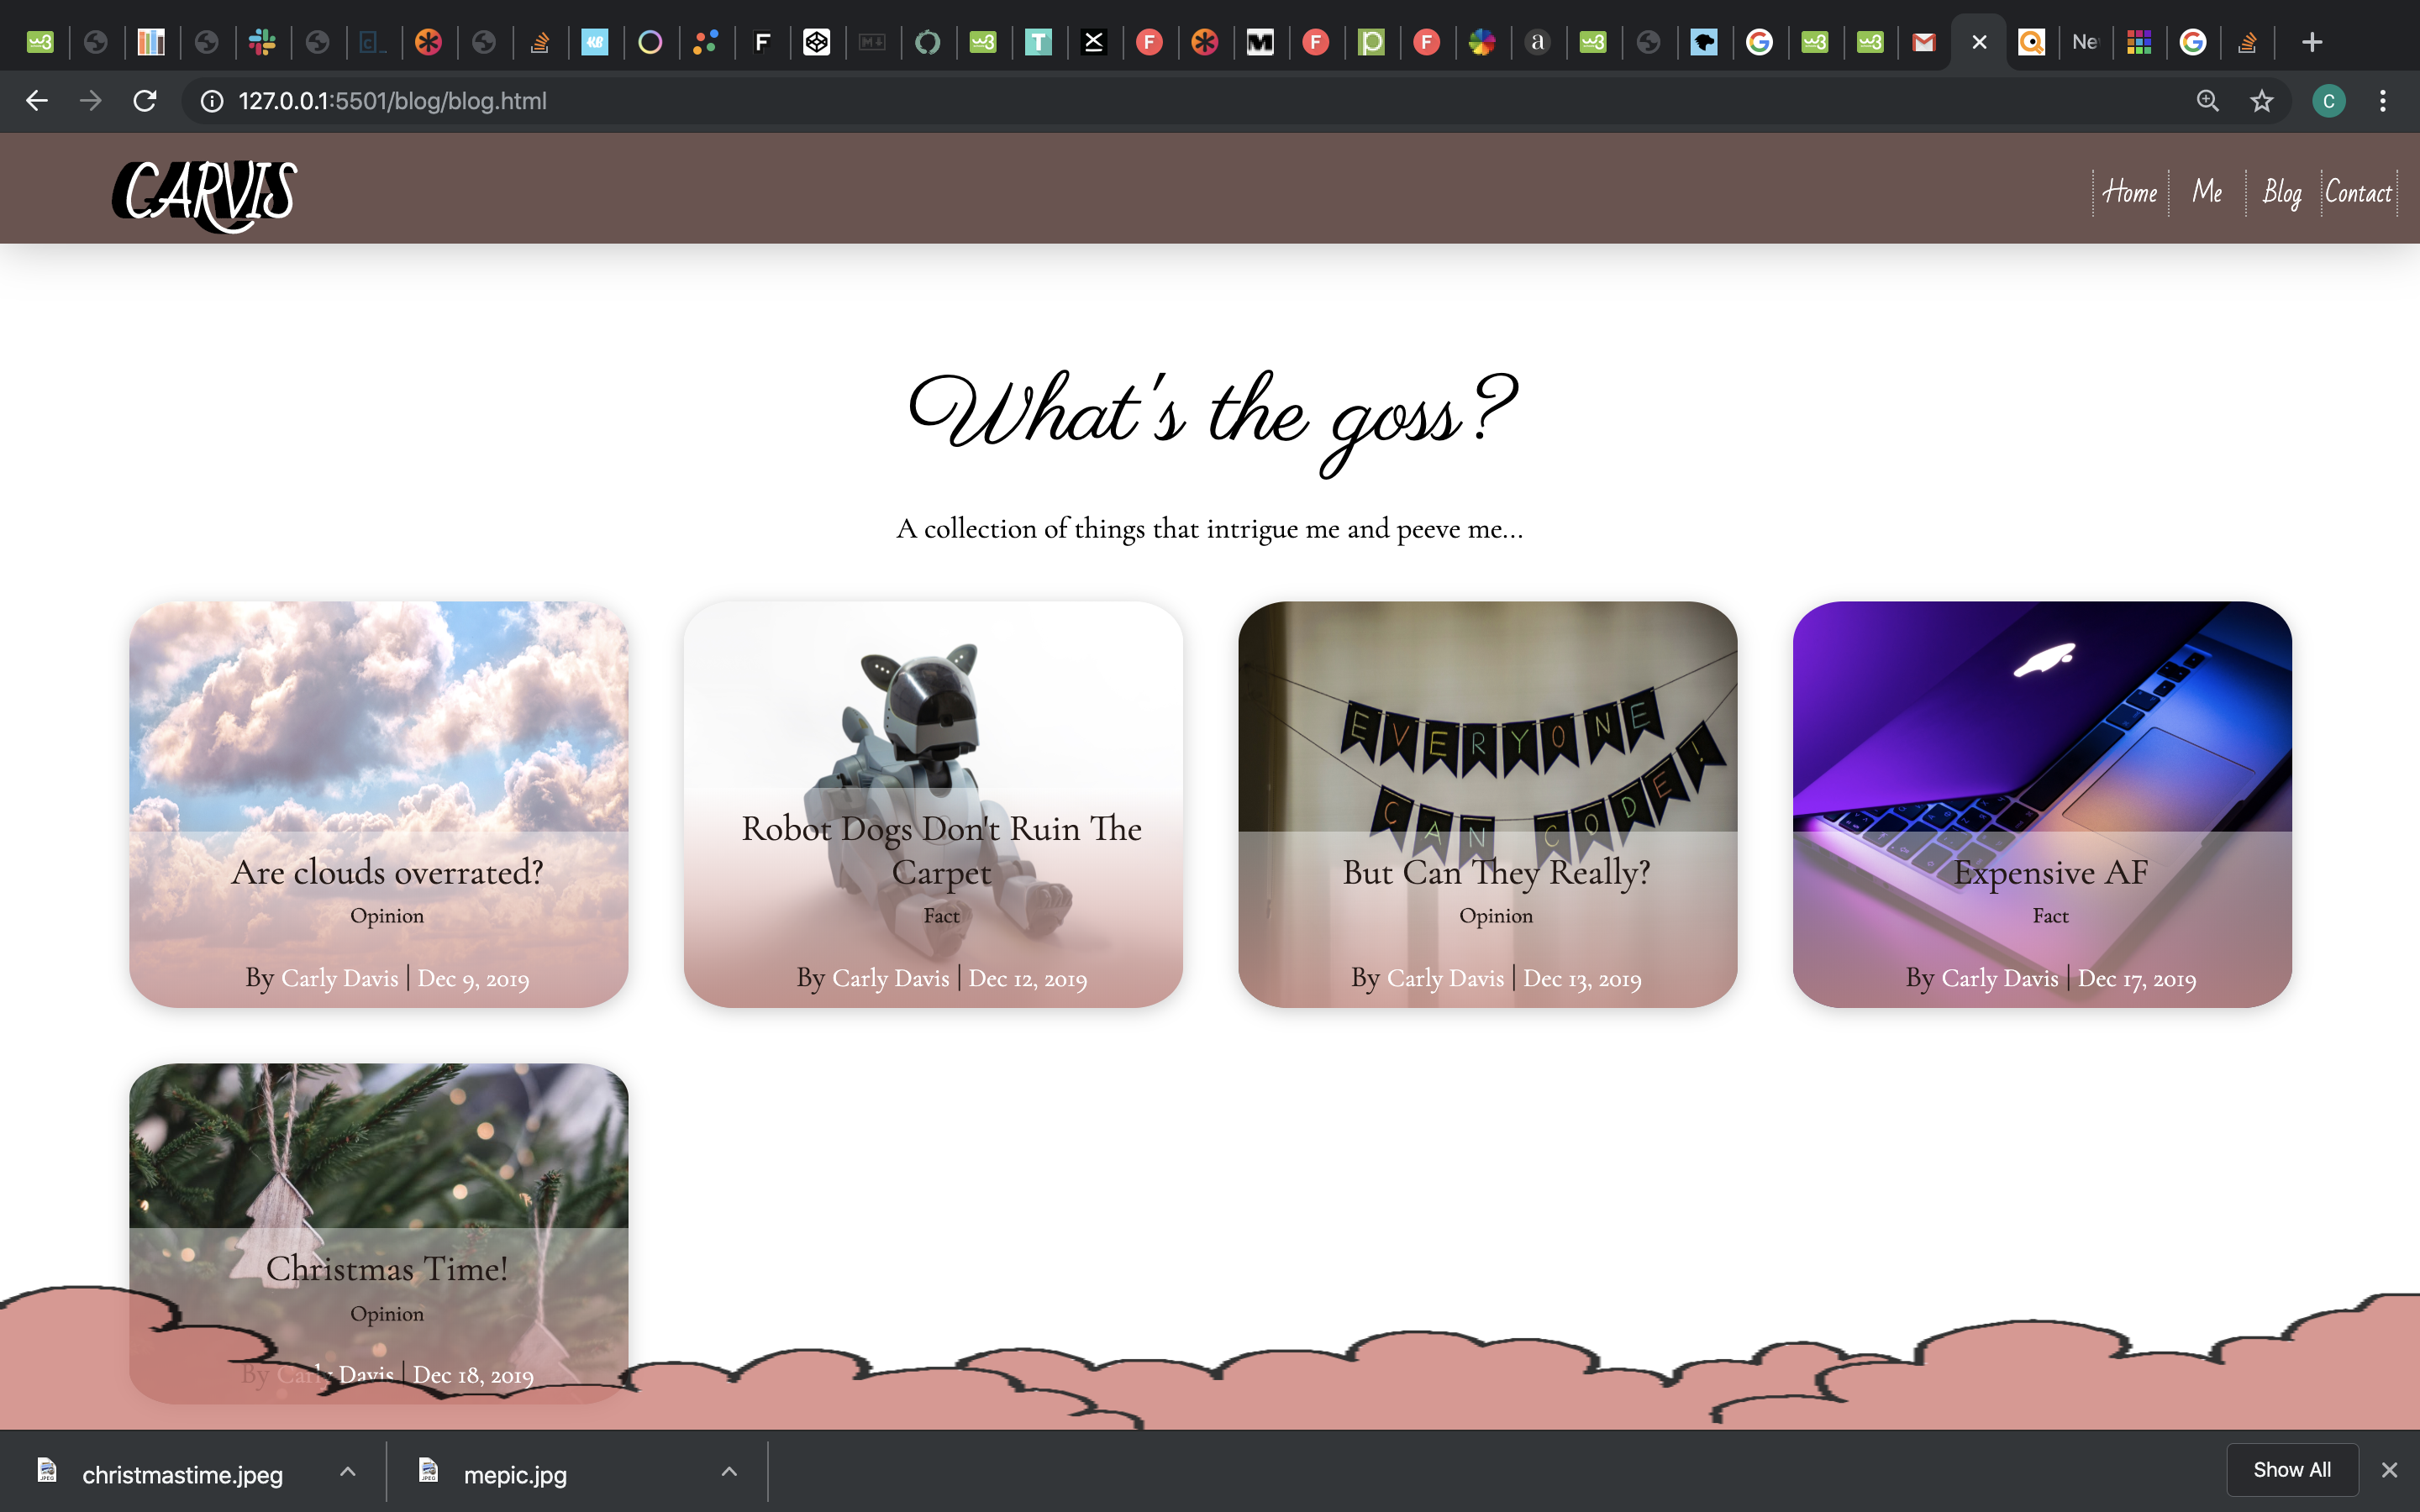 Ne
127.0.0.1:5501/blog/blog.html
C
CARVIS
Home Me Blog Contact
What's the goss?
A collection of things that intrigue me and peeve me...
Are clouds overrated?
Opinion
By Carly Davis | Dec 9, 2019
Robot Dogs Don't Ruin The
Carpet
Fact
By Carly Davis | Dec 12, 2019
EVERYONE
CAN CODE!
But Can They Really?
Opinion
By Carly Davis | Dec 13, 2019
Expensive AF
Fact
By Carly Davis | Dec 17, 2019
Christmas Time!
Opinion
By Carly Davis | Dec 18, 2019
christmastime.jpeg
mepic.jpg
Show All